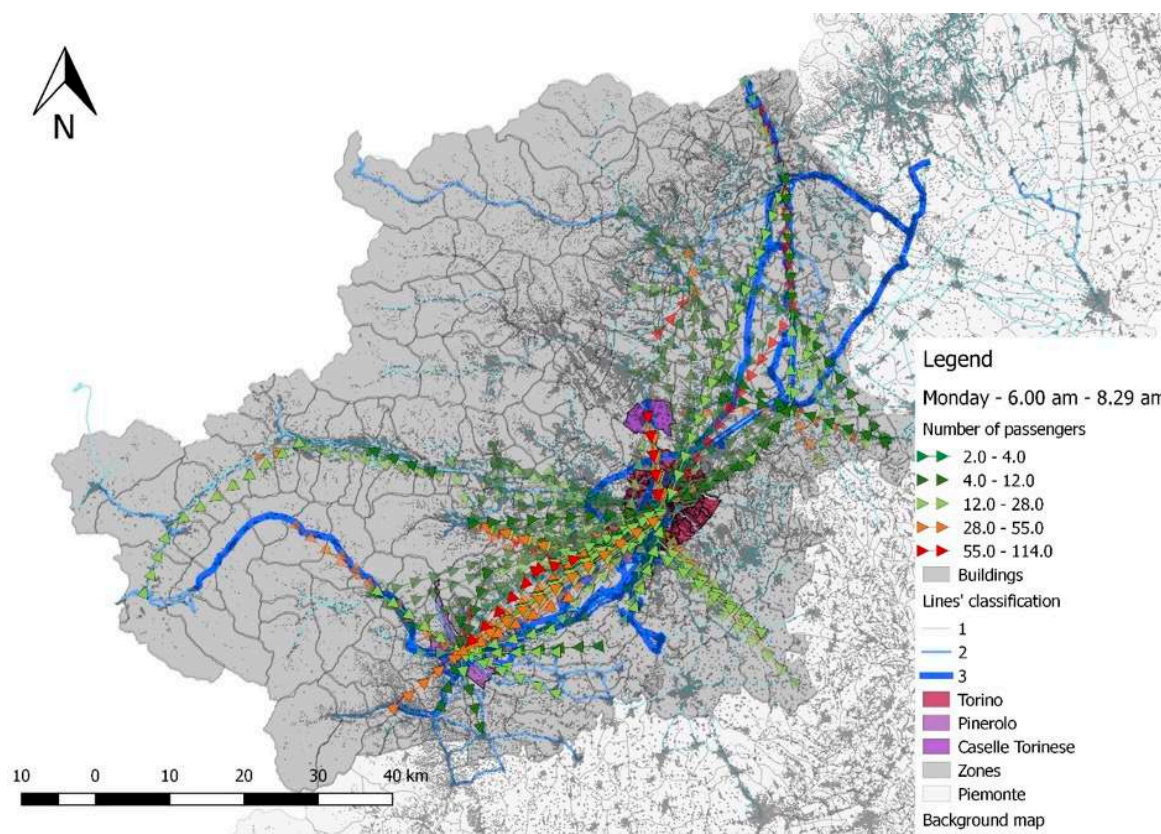 N
Legend
Monday - 6.00 am - 8.29 am
Number of passengers
2.0 - 4.0
4.0 - 12.0
12.0 - 28.0
28.0 - 55.0
55.0 - 114.0
Buildings
Lines' classification
1
2
3
Torino
Pinerolo
Caselle Torinese
Zones
Piemonte
Background map
10 0 10 20 30 40 km